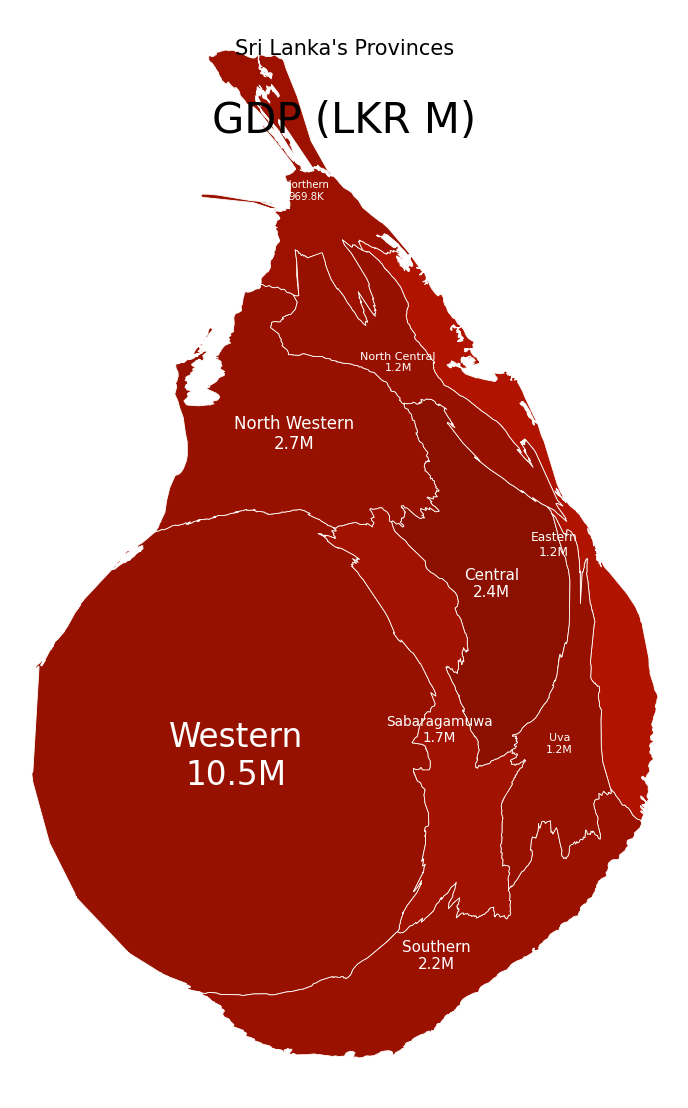 Sri Lanka's Provinces
GDP (LKR M)
Northern
969.8K
North Central
1.2M
North Western
2.7M
Eastern
1.2M
Central
2.4M
Sabaragamuwa
1.7M
Uva
1.2M
Western
10.5M
Southern
2.2M